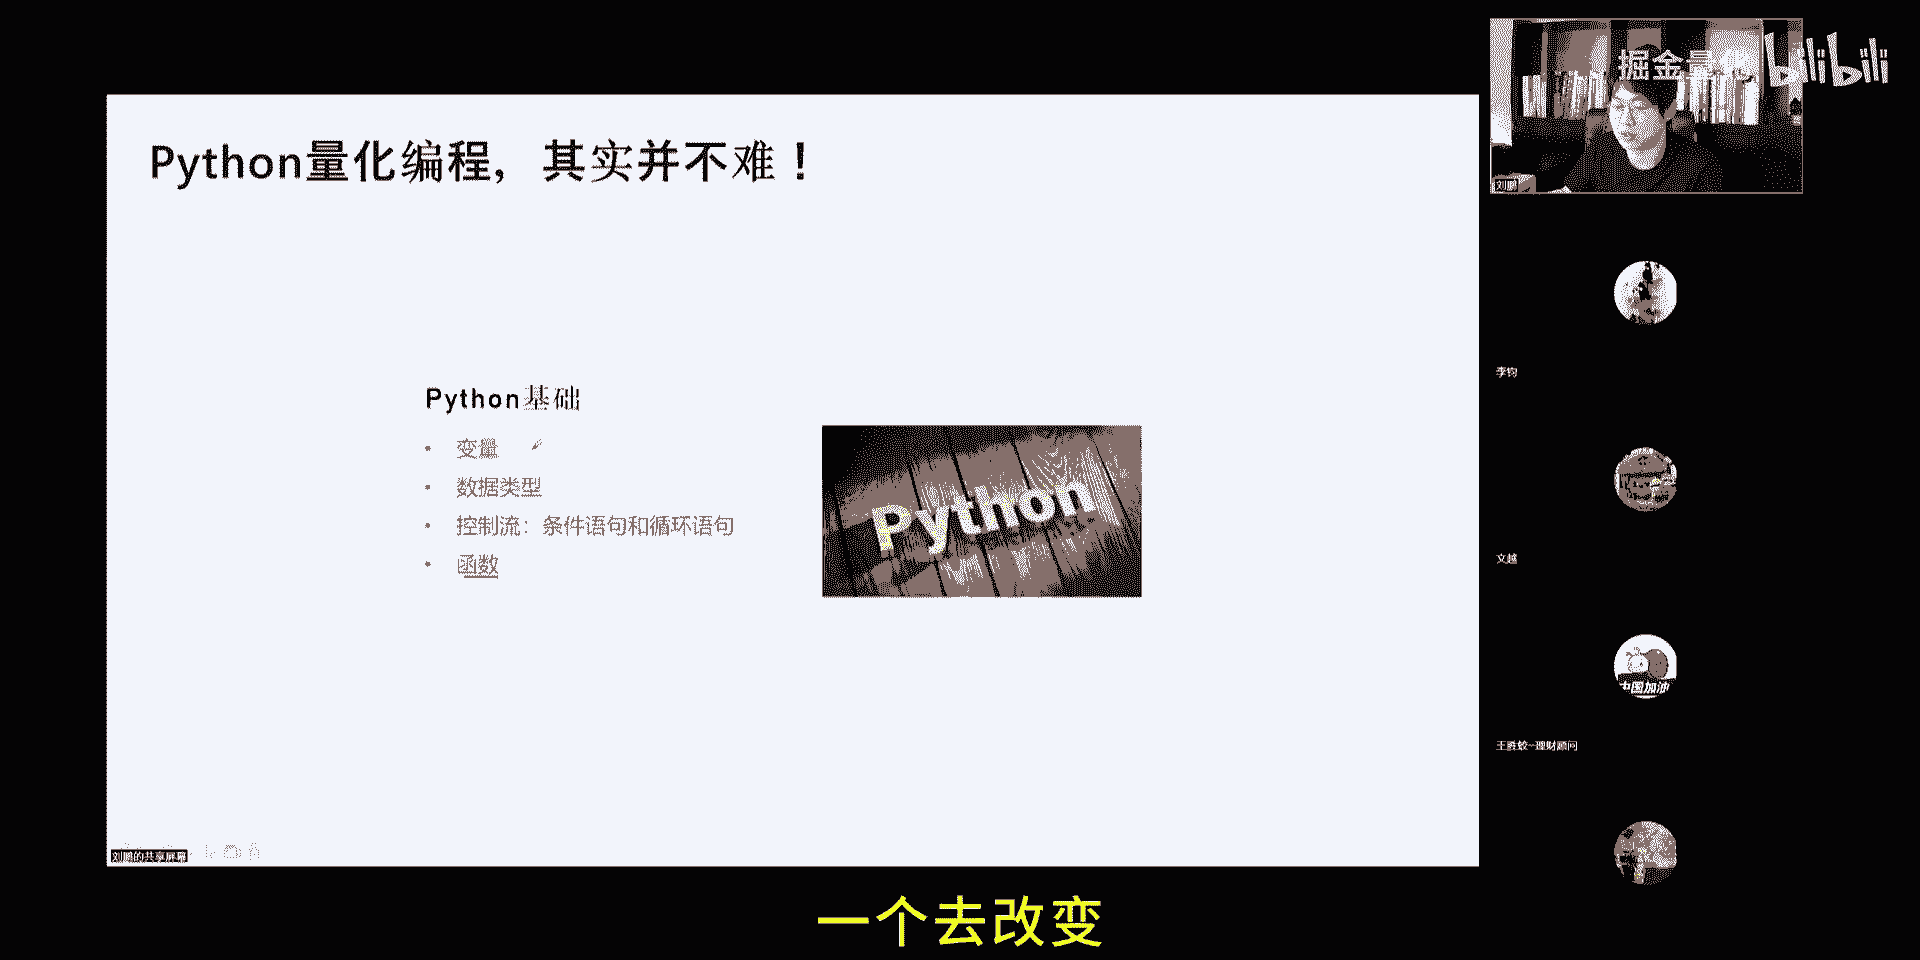 掘金量化
bilibili
刘鹏
Python量化编程，其实并不难！
Python基础
• 变量
• 数据类型
• 控制流：条件语句和循环语句
• 函数
Python
李钧
文越
中国加油
王胜蛟--理财顾问
刘鹏的共享屏幕
一个去改变